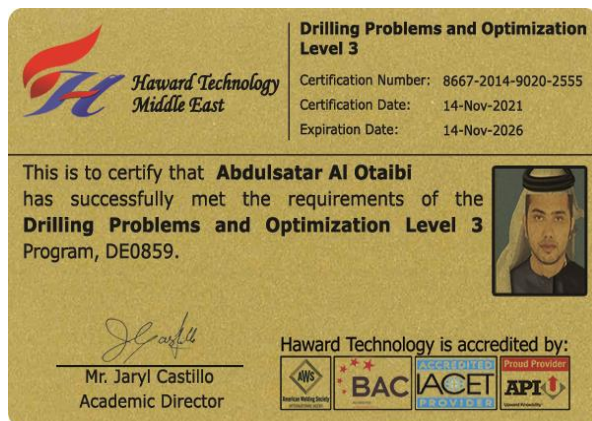 Haward Technology
Middle East
Drilling Problems and Optimization
Level 3
Certification Number: 8667-2014-9020-2555
Certification Date: 14-Nov-2021
Expiration Date: 14-Nov-2026
This is to certify that Abdulsatar Al Otaibi
has successfully met the requirements of the
Drilling Problems and Optimization Level 3
Program, DE0859.
Mr. Jaryl Castillo
Academic Director
Haward Technology is accredited by:
AWS
American Welding Society
BAC
ACCREDITED
IACET
PROVIDER
Proud Provider
API U